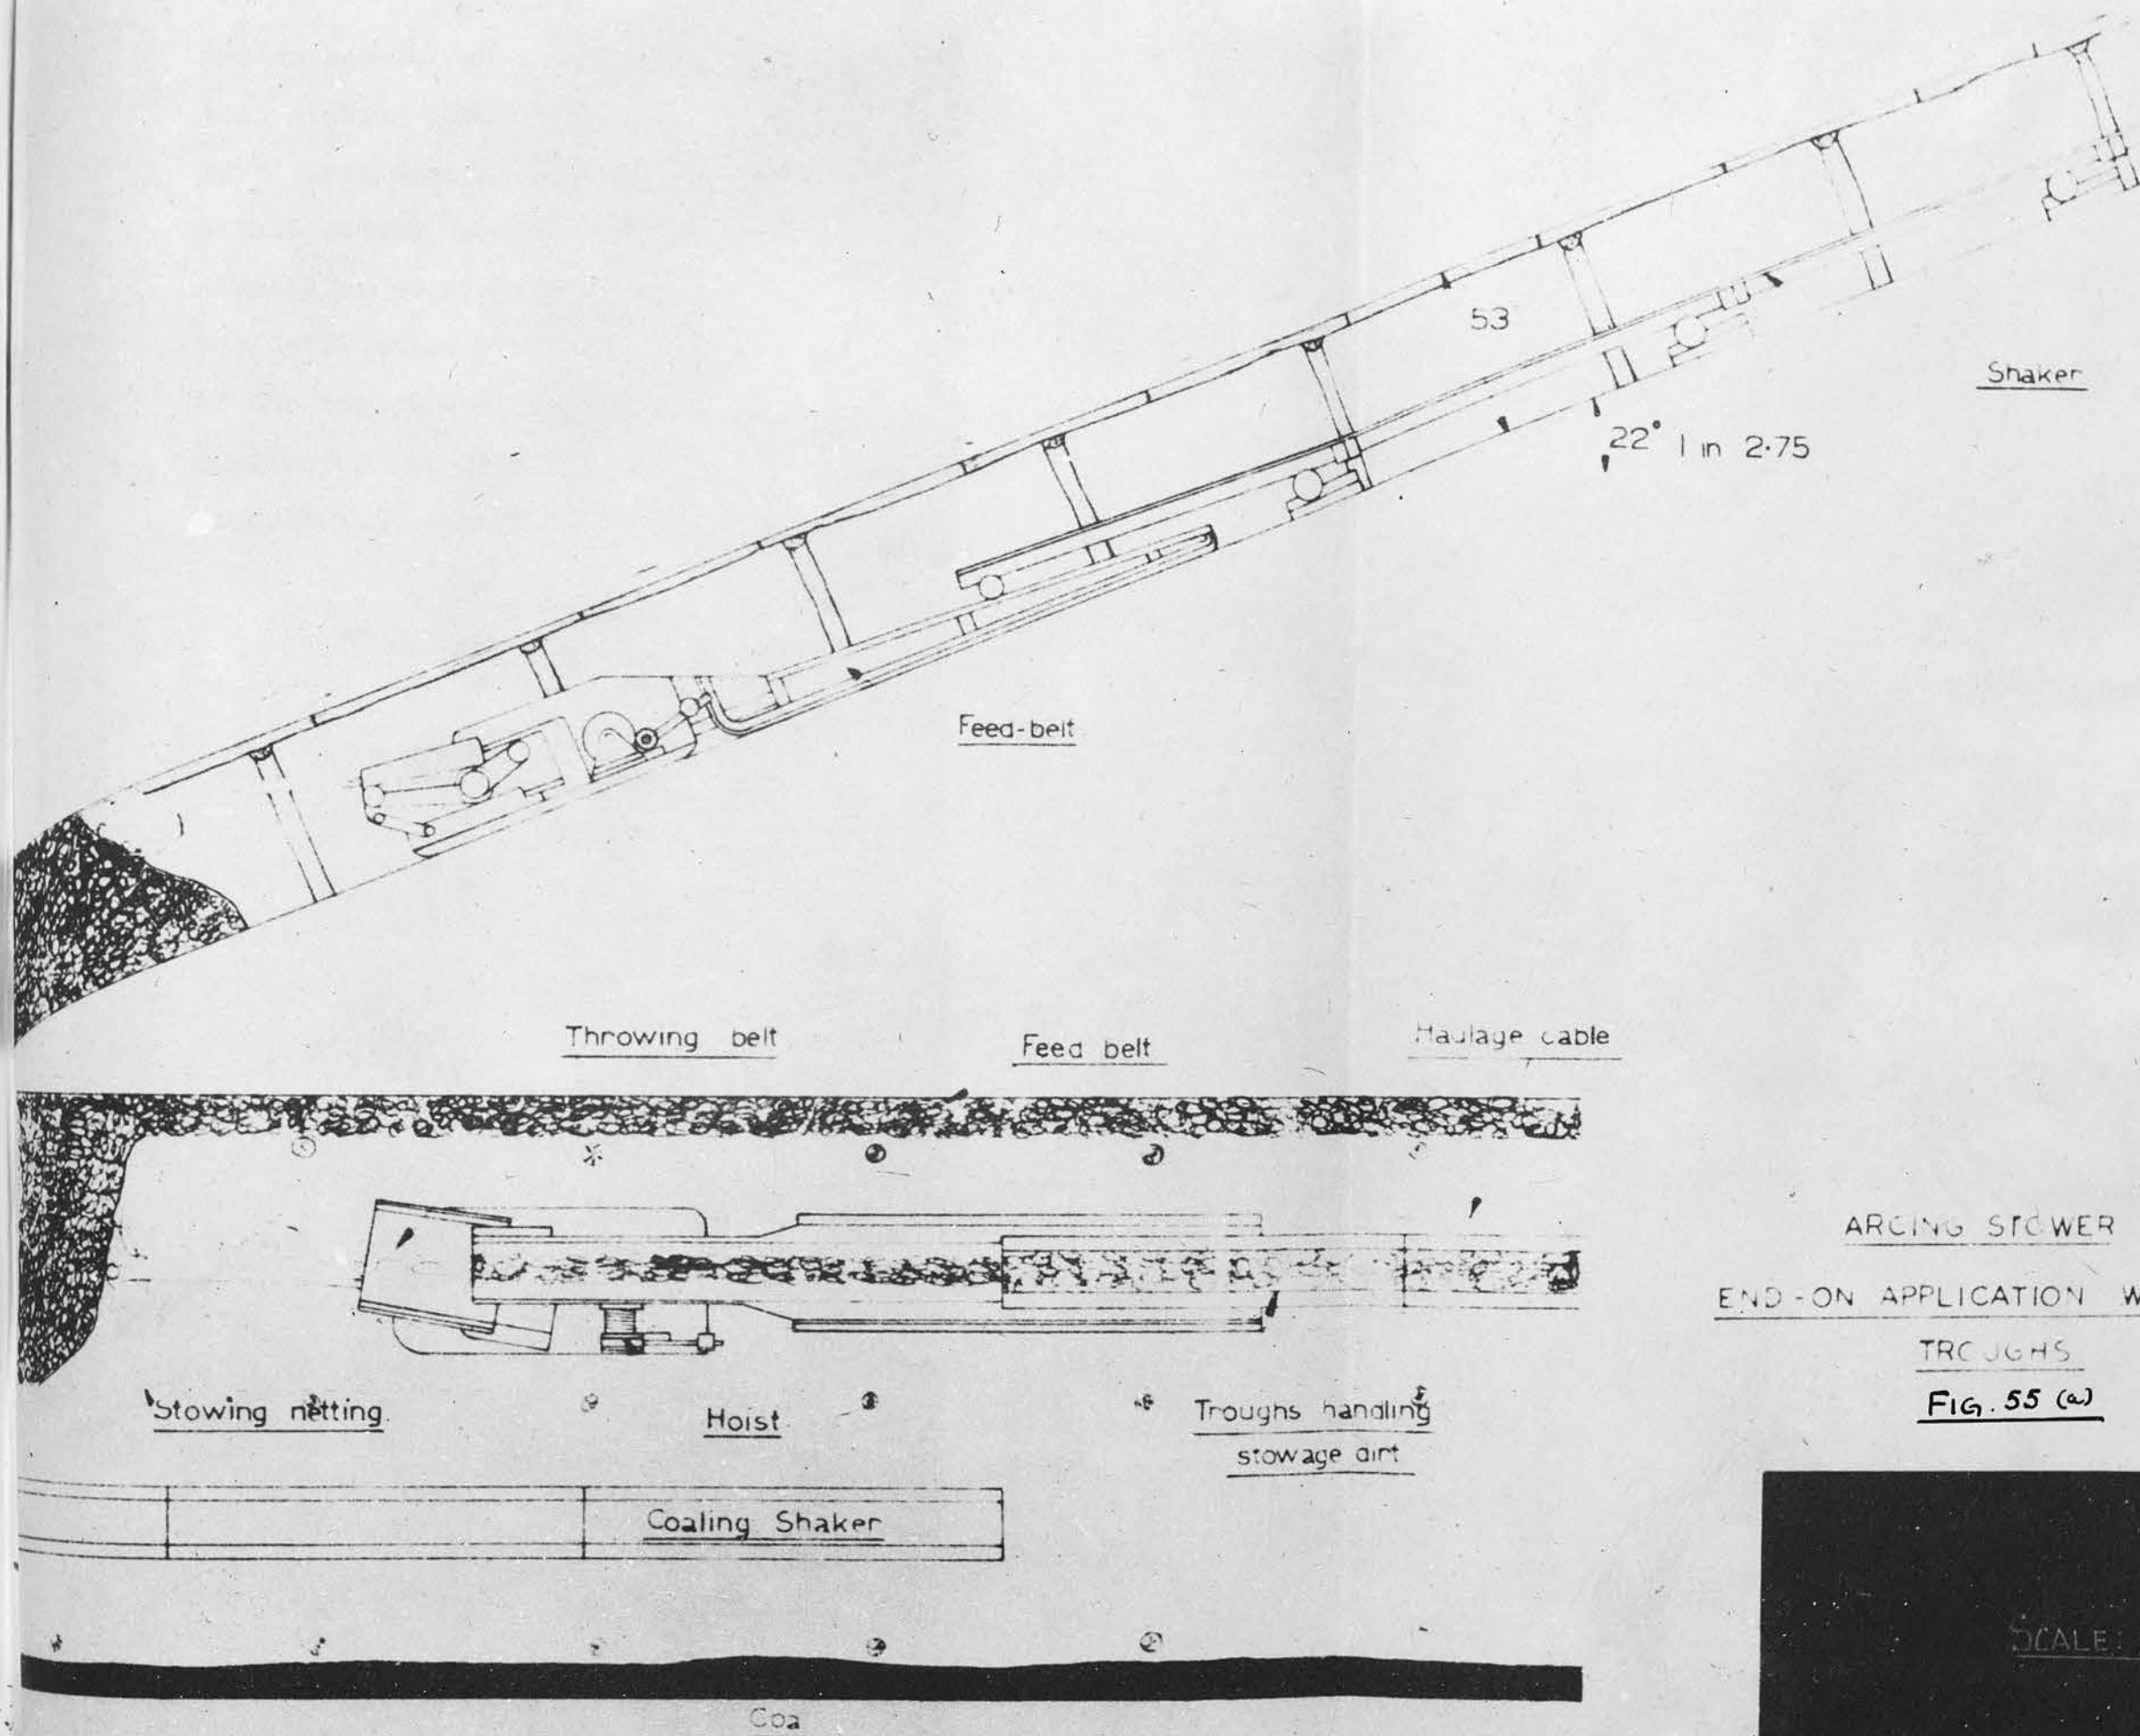 53
Shaker
22° 1 in 2·75
Feed-belt
Throwing belt
Feed belt
Haulage cable
ARCING STOWER
END-ON APPLICATION W
TROUGHS
FIG. 55 (a)
Stowing netting.
Hoist.
Troughs handling
stowage dirt
Coaling Shaker
SCALE:
Coa